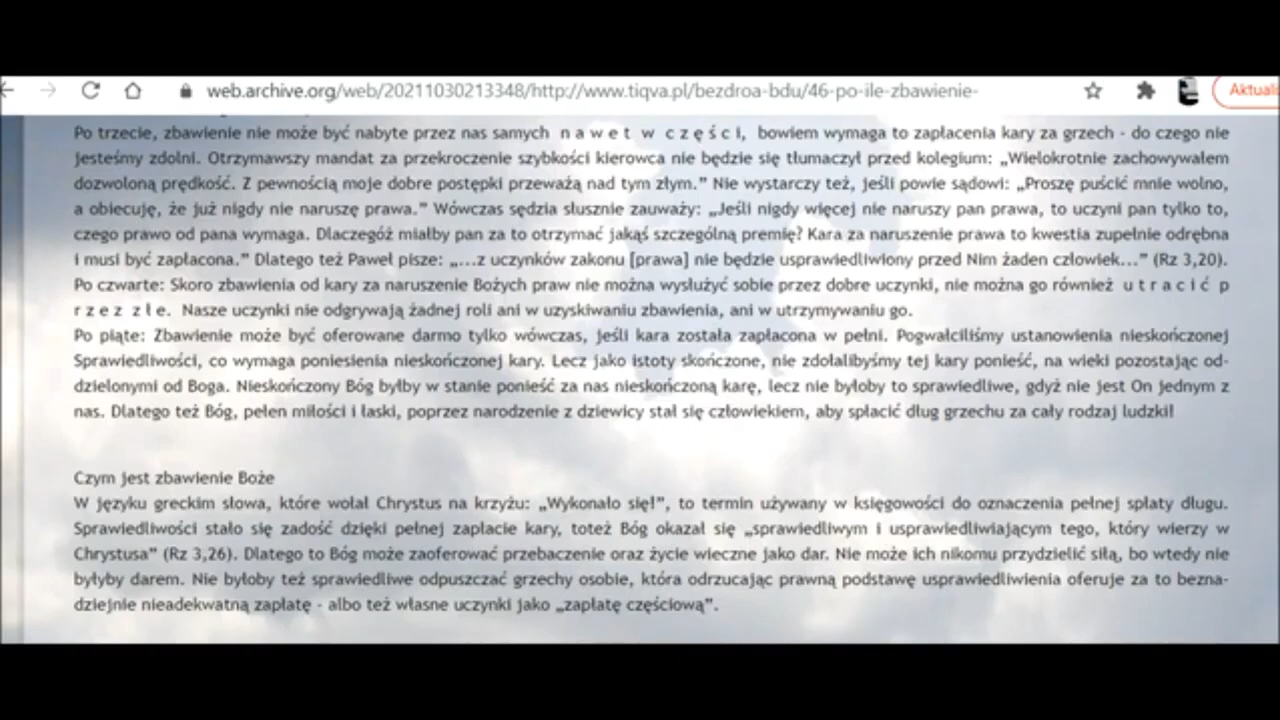 web.archive.org/web/20211030213348/http://www.tiqva.pl/bezdroa-bdu/46-po-ile-zbawienie-
Po trzecie, zbawienie nie może być nabyte przez nas samych n a w e t w c z ę ś c i, bowiem wymaga to zapłacenia kary za grzech - do czego nie
jesteśmy zdolni. Otrzymawszy mandat za przekroczenie szybkości kierowca nie będzie się tłumaczył przed kolegium: „Wielokrotnie zachowywałem
dozwoloną prędkość. Z pewnością moje dobre postępki przeważą nad tym złym.” Nie wystarczy też, jeśli powie sądowi: „Proszę puścić mnie wolno,
a obiecuję, że już nigdy nie naruszę prawa.” Wówczas sędzia słusznie zauważy: „Jeśli nigdy więcej nie naruszy pan prawa, to uczyni pan tylko to,
czego prawo od pana wymaga. Dlaczegóż miałby pan za to otrzymać jakąś szczególną premię? Kara za naruszenie prawa to kwestia zupełnie odrębna
i musi być zapłacona.” Dlatego też Paweł pisze: „...z uczynków zakonu [prawa] nie będzie usprawiedliwiony przed Nim żaden człowiek...” (Rz 3,20).
Po czwarte: Skoro zbawienia od kary za naruszenie Bożych praw nie można wysłużyć sobie przez dobre uczynki, nie można go również u t r a c i ć p
r z e z z ł e. Nasze uczynki nie odgrywają żadnej roli ani w uzyskiwaniu zbawienia, ani w utrzymywaniu go.
Po piąte: Zbawienie może być oferowane darmo tylko wówczas, jeśli kara została zapłacona w pełni. Pogwałciliśmy ustanowienia nieskończonej
Sprawiedliwości, co wymaga poniesienia nieskończonej kary. Lecz jako istoty skończone, nie zdołalibyśmy tej kary ponieść, na wieki pozostając od-
dzielonymi od Boga. Nieskończony Bóg byłby w stanie ponieść za nas nieskończoną karę, lecz nie byłoby to sprawiedliwe, gdyż nie jest On jednym z
nas. Dlatego też Bóg, pełen miłości i łaski, poprzez narodzenie z dziewicy stał się człowiekiem, aby spłacić dług grzechu za cały rodzaj ludzki!
Czym jest zbawienie Boże
W języku greckim słowa, które wołał Chrystus na krzyżu: „Wykonało się!”, to termin używany w księgowości do oznaczenia pełnej spłaty długu.
Sprawiedliwości stało się zadość dzięki pełnej zapłacie kary, toteż Bóg okazał się „sprawiedliwym i usprawiedliwiającym tego, który wierzy w
Chrystusa” (Rz 3,26). Dlatego to Bóg może zaoferować przebaczenie oraz życie wieczne jako dar. Nie może ich nikomu przydzielić siłą, bo wtedy nie
byłyby darem. Nie byłoby też sprawiedliwe odpuszczać grzechy osobie, która odrzucając prawną podstawę usprawiedliwienia oferuje za to bezna-
dziejnie nieadekwatną zapłatę - albo też własne uczynki jako „zapłatę częściową”.